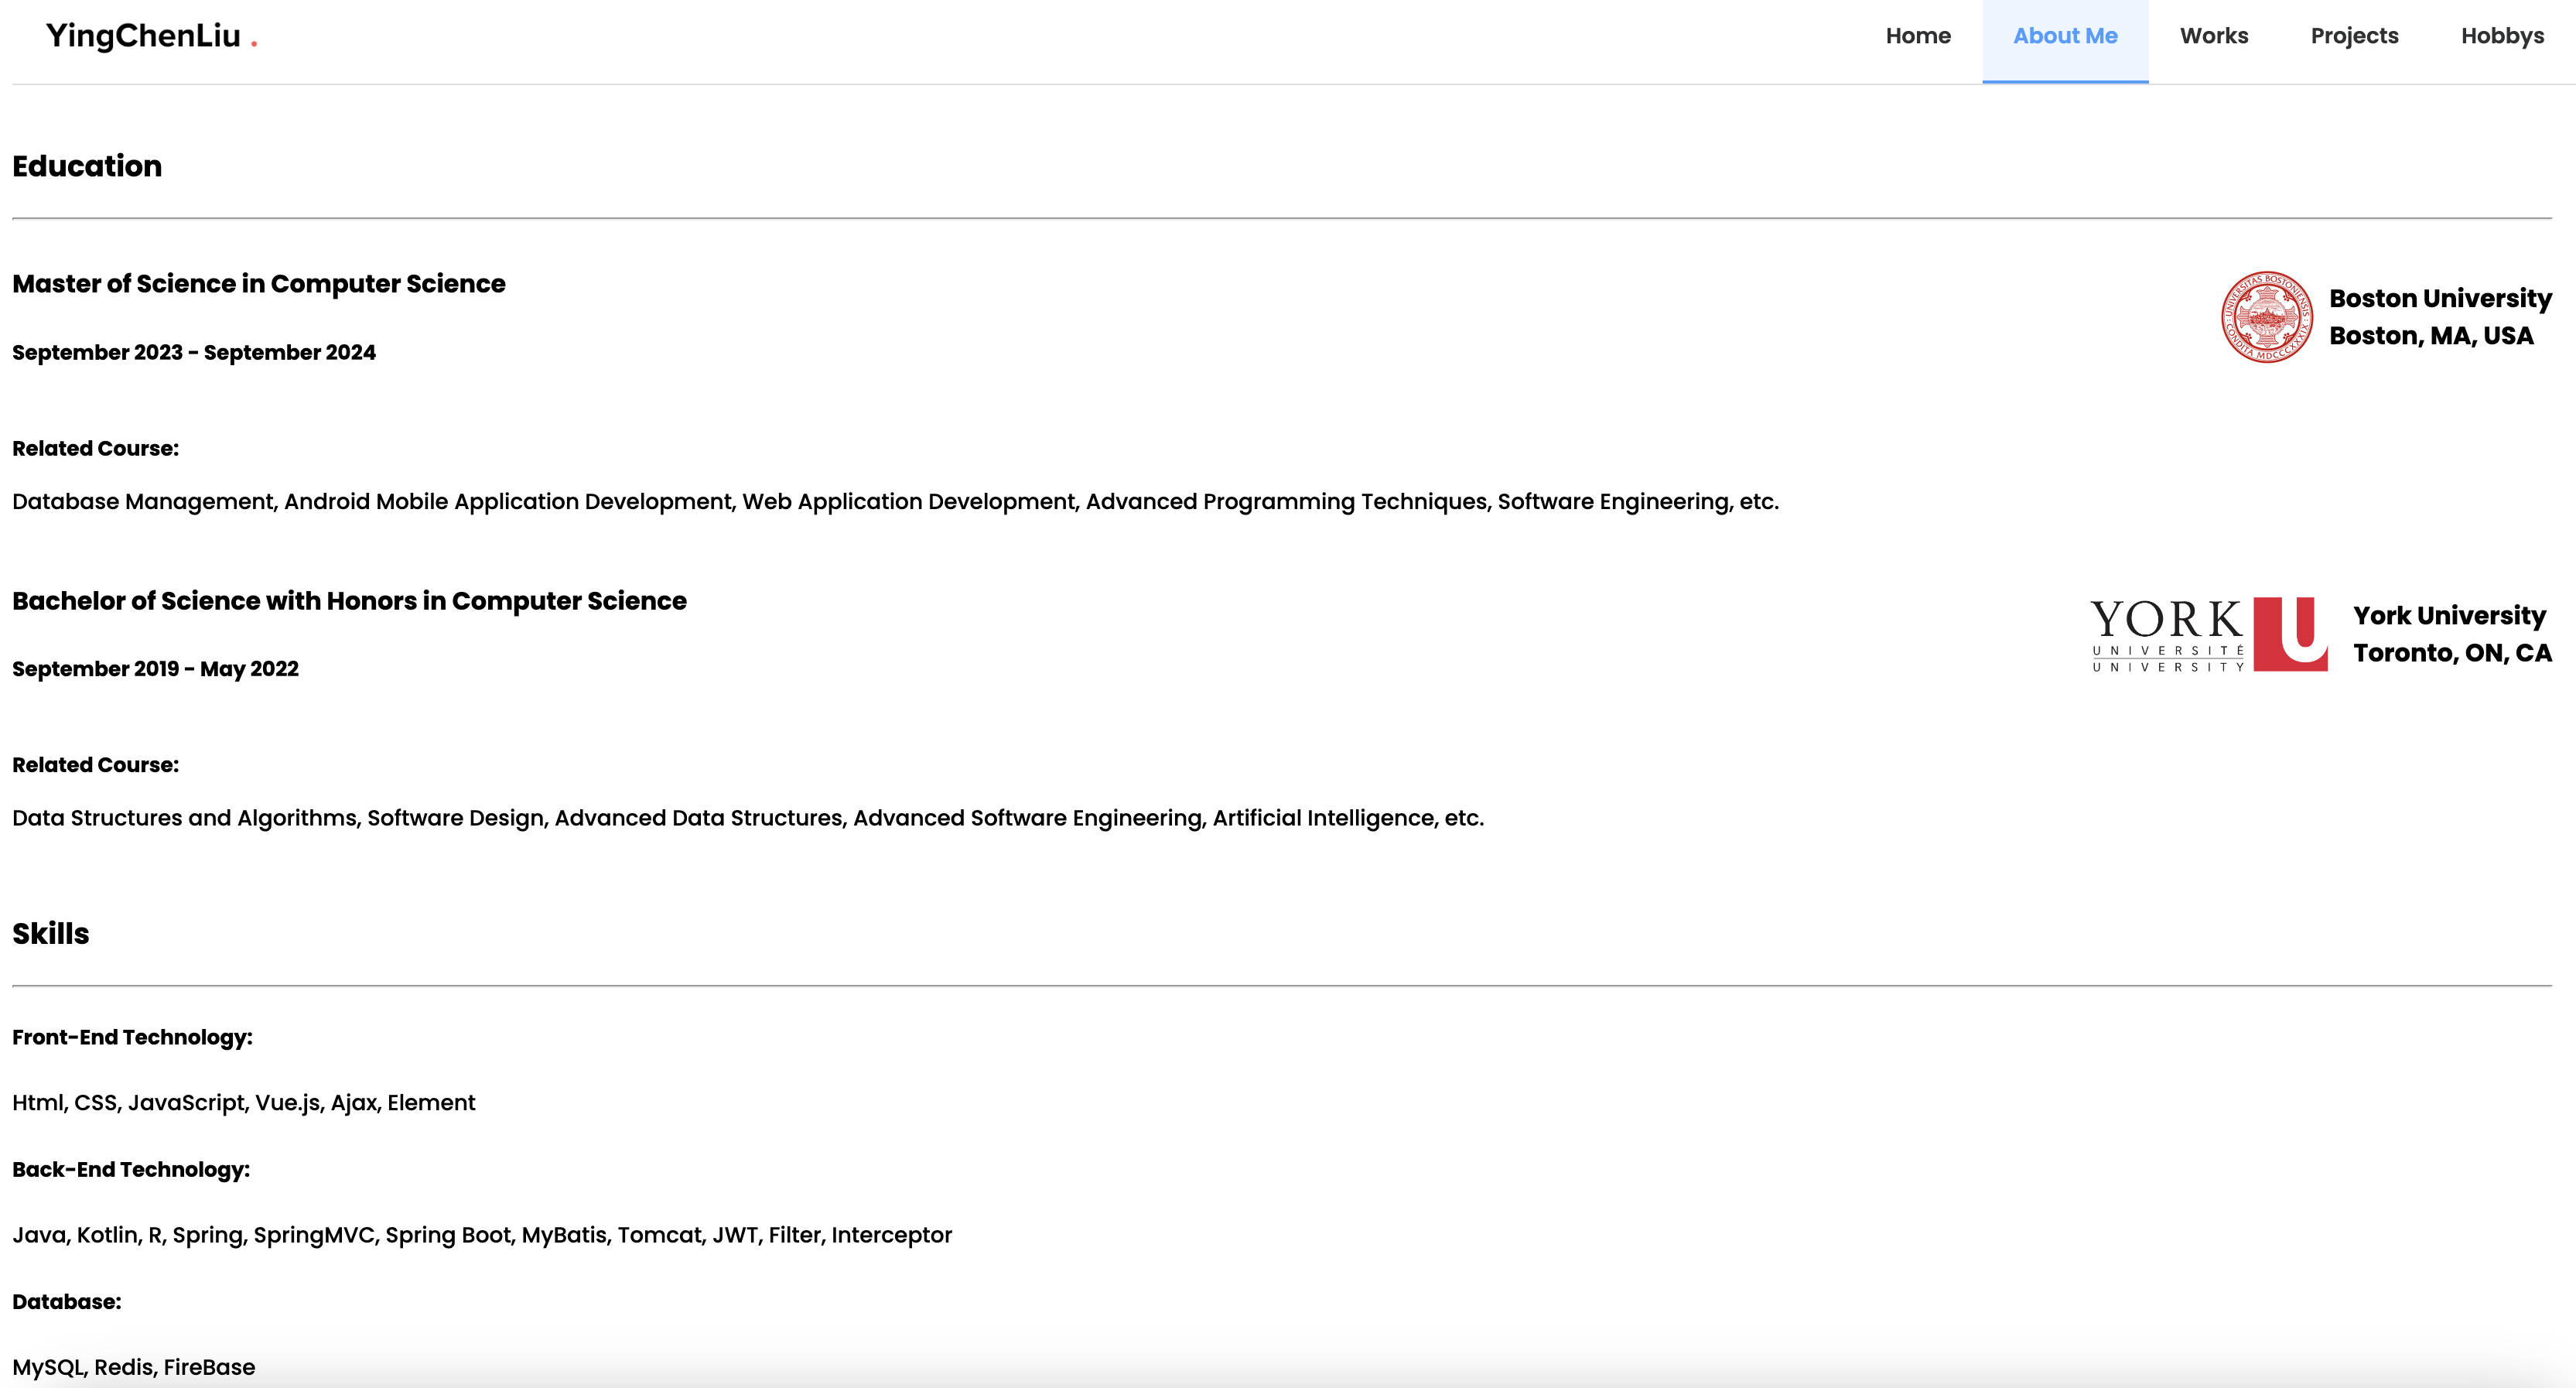 YingChenLiu .
Home About Me Works Projects Hobbys
Education
Master of Science in Computer Science
September 2023 - September 2024
UNIVERSITAS BOSTONIENSIS
CONDITA MDCCCXXXIX
Boston University
Boston, MA, USA
Related Course:
Database Management, Android Mobile Application Development, Web Application Development, Advanced Programming Techniques, Software Engineering, etc.
Bachelor of Science with Honors in Computer Science
September 2019 - May 2022
YORK U
UNIVERSITÉ
UNIVERSITY
York University
Toronto, ON, CA
Related Course:
Data Structures and Algorithms, Software Design, Advanced Data Structures, Advanced Software Engineering, Artificial Intelligence, etc.
Skills
Front-End Technology:
Html, CSS, JavaScript, Vue.js, Ajax, Element
Back-End Technology:
Java, Kotlin, R, Spring, SpringMVC, Spring Boot, MyBatis, Tomcat, JWT, Filter, Interceptor
Database:
MySQL, Redis, FireBase